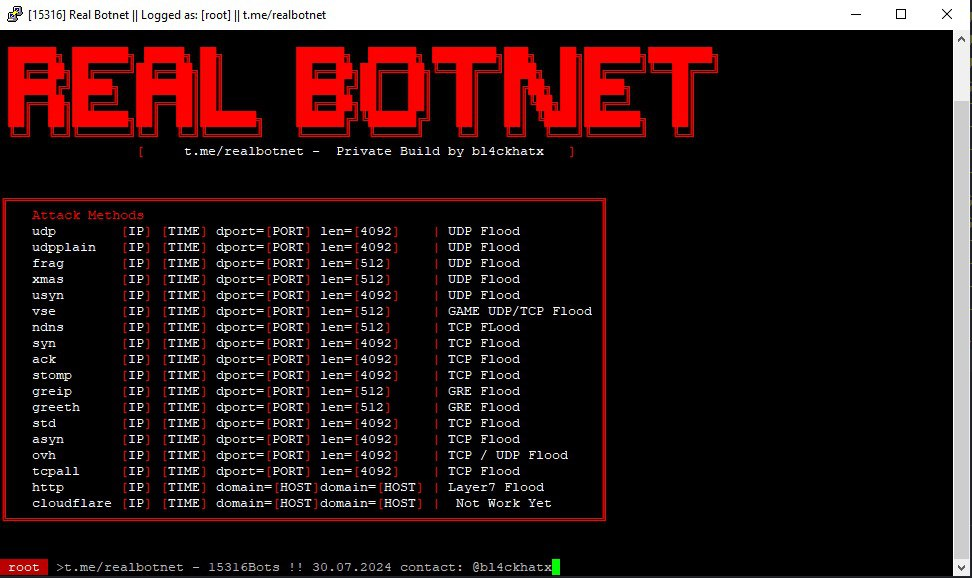 [15316] Real Botnet || Logged as: [root] || t.me/realbotnet
REAL BOTNET
[ t.me/realbotnet - Private Build by bl4ckhatx ]
Attack Methods
udp [IP] [TIME] dport=[PORT] len=[4092] | UDP Flood
udpplain [IP] [TIME] dport=[PORT] len=[4092] | UDP Flood
frag [IP] [TIME] dport=[PORT] len=[512] | UDP Flood
xmas [IP] [TIME] dport=[PORT] len=[512] | UDP Flood
usyn [IP] [TIME] dport=[PORT] len=[4092] | UDP Flood
vse [IP] [TIME] dport=[PORT] len=[512] | GAME UDP/TCP Flood
ndns [IP] [TIME] dport=[PORT] len=[512] | TCP FLood
syn [IP] [TIME] dport=[PORT] len=[4092] | TCP Flood
ack [IP] [TIME] dport=[PORT] len=[4092] | TCP Flood
stomp [IP] [TIME] dport=[PORT] len=[4092] | TCP Flood
greip [IP] [TIME] dport=[PORT] len=[512] | GRE Flood
greeth [IP] [TIME] dport=[PORT] len=[512] | GRE Flood
std [IP] [TIME] dport=[PORT] len=[4092] | TCP Flood
asyn [IP] [TIME] dport=[PORT] len=[4092] | TCP Flood
ovh [IP] [TIME] dport=[PORT] len=[4092] | TCP / UDP Flood
tcpall [IP] [TIME] dport=[PORT] len=[4092] | TCP Flood
http [IP] [TIME] domain=[HOST]domain=[HOST] | Layer7 Flood
cloudflare [IP] [TIME] domain=[HOST]domain=[HOST] | Not Work Yet
root >t.me/realbotnet - 15316Bots !! 30.07.2024 contact: @bl4ckhatx